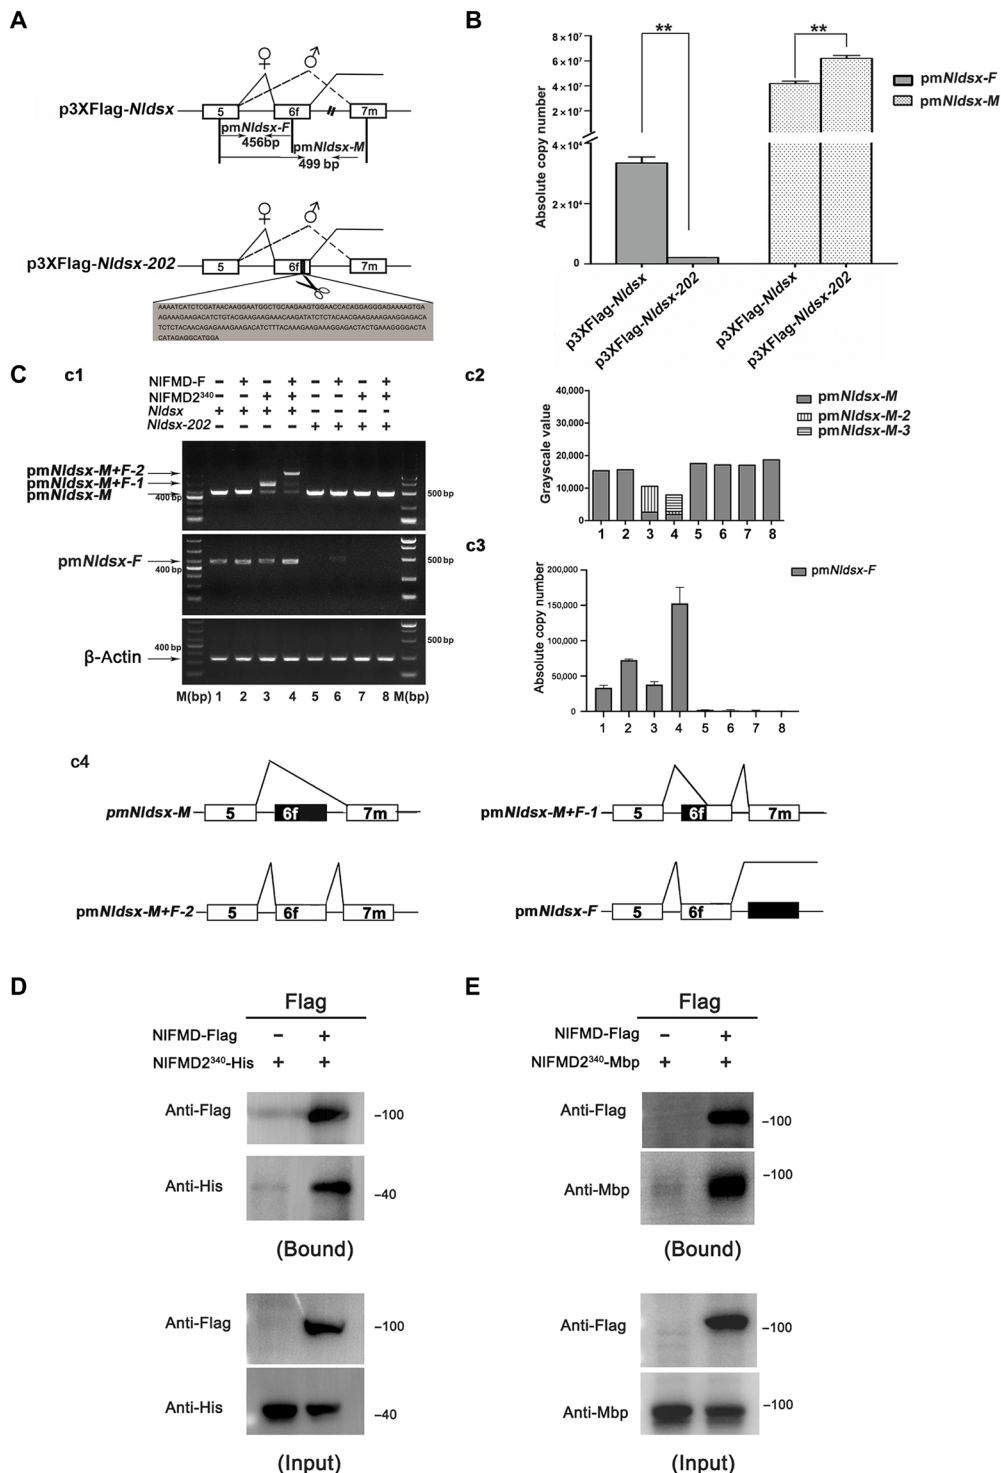 A
p3XFlag-Nldsx
5
6f
7m
pmNldsx-F
456bp
pmNldsx-M
499 bp
p3XFlag-Nldsx-202
5
6f
7m
B
Absolute copy number
8×10⁷
6×10⁷
4×10⁷
2×10⁷
4×10⁴
2×10⁴
0
**
**
pmNldsx-F
pmNldsx-M
p3XFlag-Nldsx
p3XFlag-Nldsx-202
p3XFlag-Nldsx
p3XFlag-Nldsx-202
C
c1
NlFMD-F − + − + − + − +
NlFMD2³⁴⁰ − − + + − − + +
Nldsx + + + + − − − −
Nldsx-202 − − − − + + + +
pmNldsx-M+F-2
pmNldsx-M+F-1
pmNldsx-M
400 bp
500 bp
pmNldsx-F
400 bp
500 bp
β-Actin
400 bp
500 bp
M(bp) 1 2 3 4 5 6 7 8 M(bp)
c2
Grayscale value
40,000
30,000
20,000
10,000
0
1 2 3 4 5 6 7 8
pmNldsx-M
pmNldsx-M-2
pmNldsx-M-3
c3
Absolute copy number
200,000
150,000
100,000
50,000
0
1 2 3 4 5 6 7 8
pmNldsx-F
c4
pmNldsx-M
5
6f
7m
pmNldsx-M+F-1
5
6f
7m
pmNldsx-M+F-2
5
6f
7m
pmNldsx-F
5
6f
D
Flag
NlFMD-Flag − +
NlFMD2³⁴⁰-His + +
Anti-Flag
–100
Anti-His
–40
(Bound)
Anti-Flag
–100
Anti-His
–40
(Input)
E
Flag
NlFMD-Flag − +
NlFMD2³⁴⁰-Mbp + +
Anti-Flag
–100
Anti-Mbp
–100
(Bound)
Anti-Flag
–100
Anti-Mbp
–100
(Input)